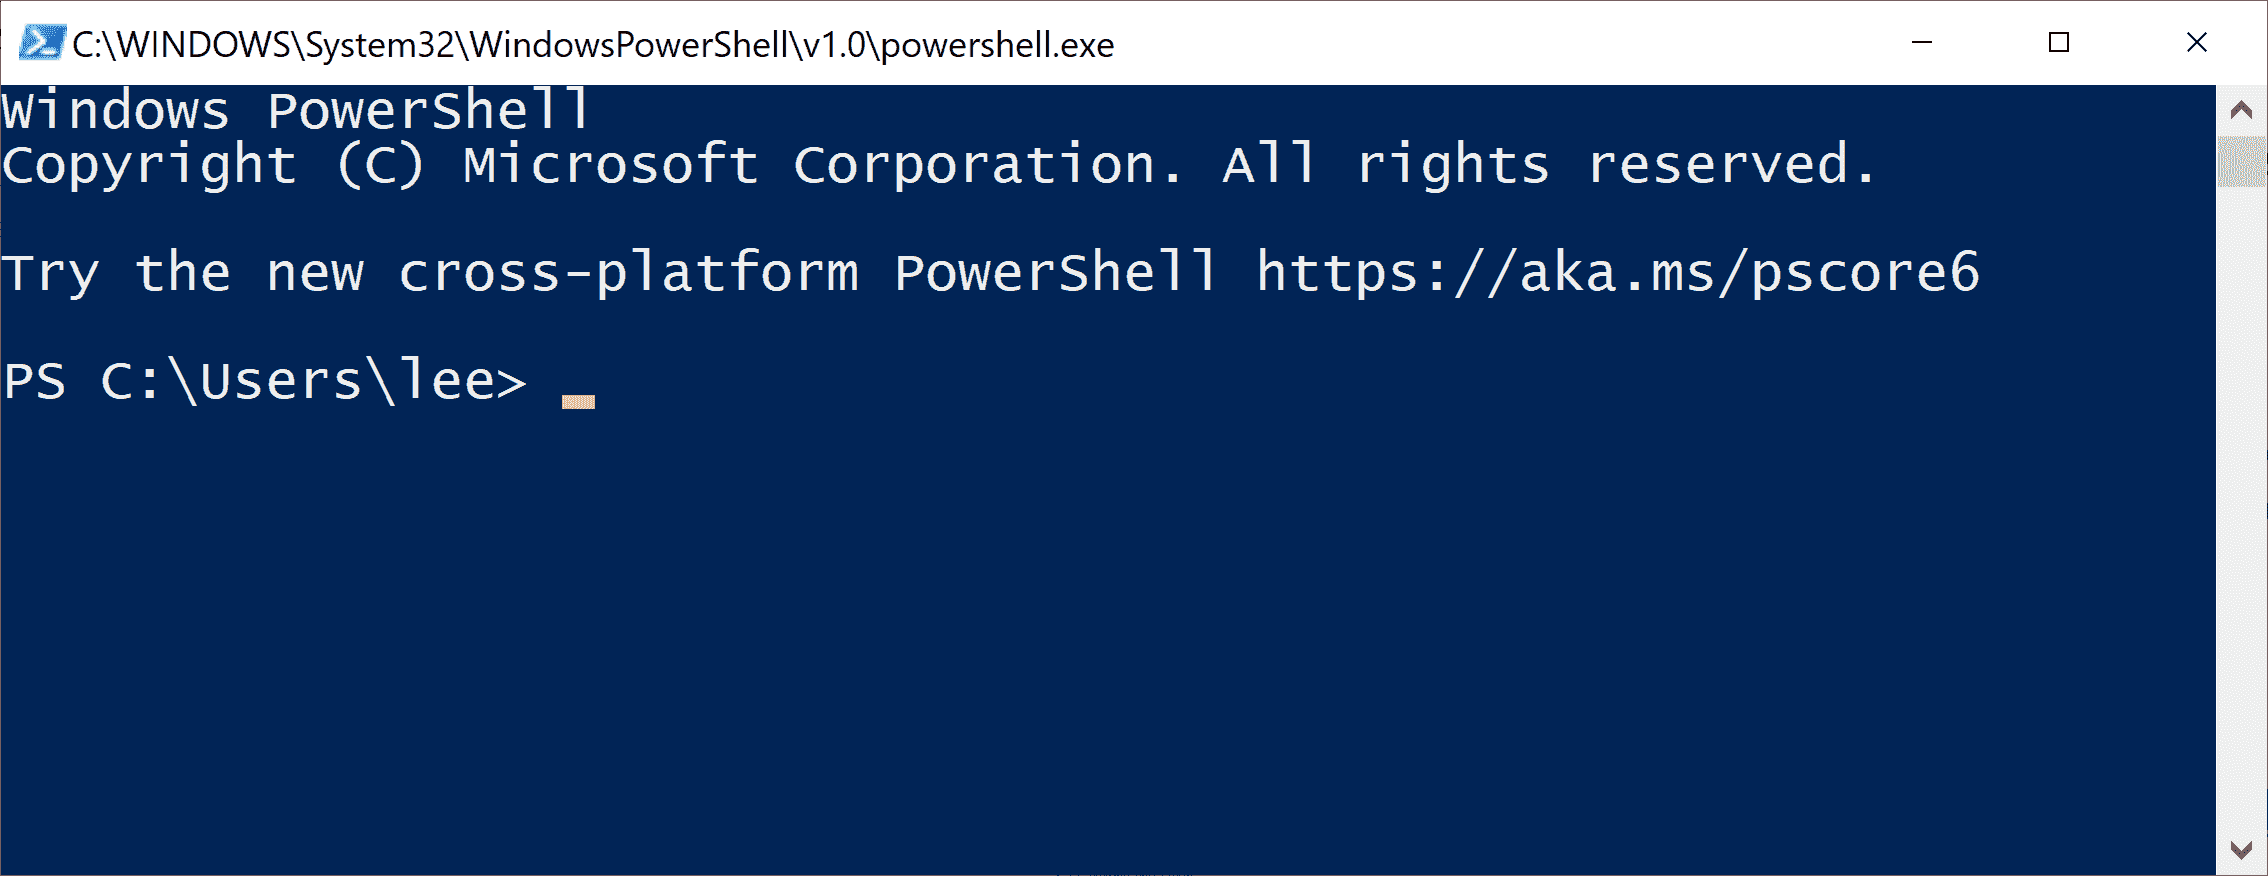 C:\WINDOWS\System32\WindowsPowerShell\v1.0\powershell.exe
Windows PowerShell
Copyright (C) Microsoft Corporation. All rights reserved.
Try the new cross-platform PowerShell https://aka.ms/pscore6
PS C:\Users\lee>